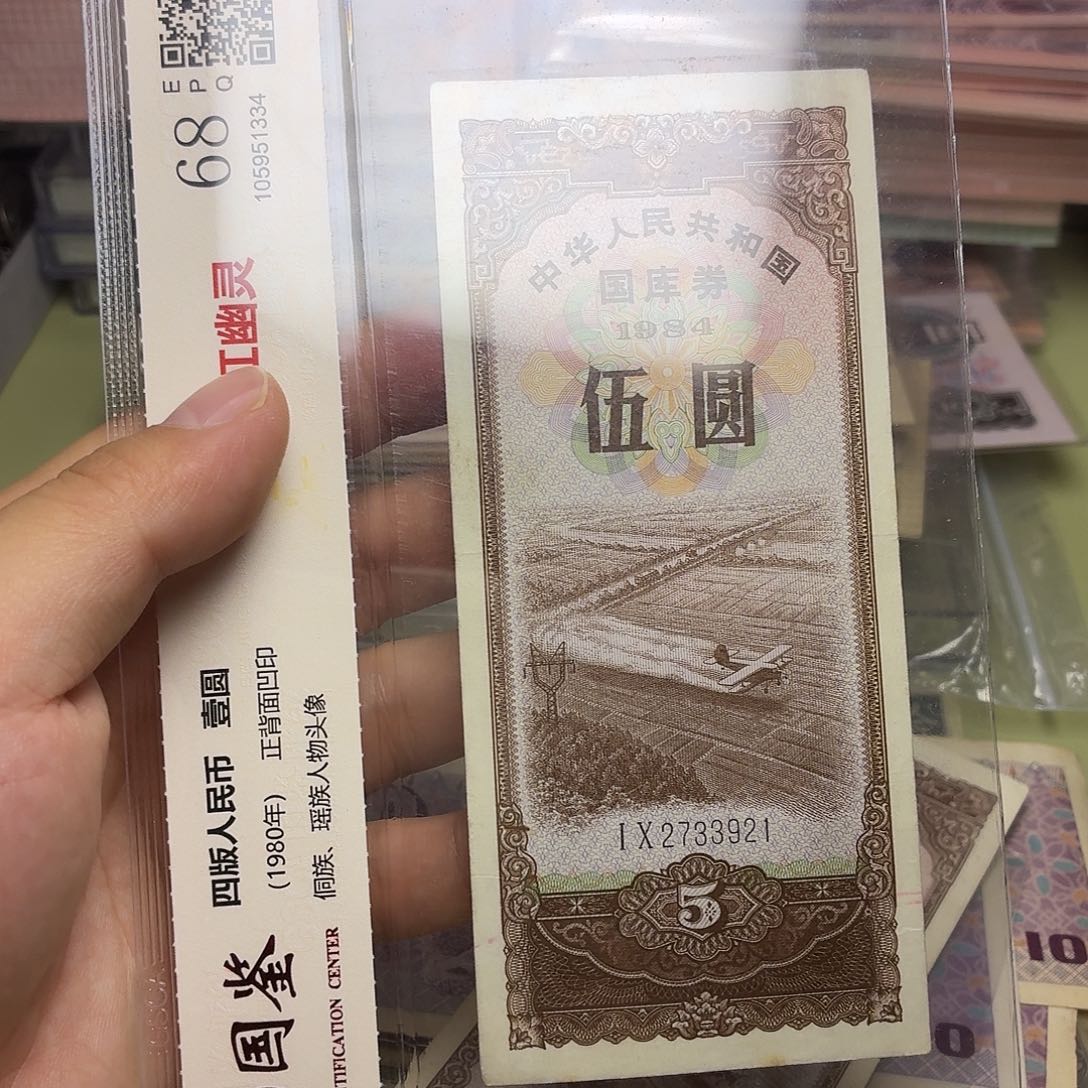 68
E
P
Q
105951334
幽灵
四版人民币 壹圆
(1980年) 正背面凹印
侗族、瑶族人物头像
国鉴
TIFICATION CENTER
中华人民共和国
国库券
1984
伍圆
IX2733921
5
10
0